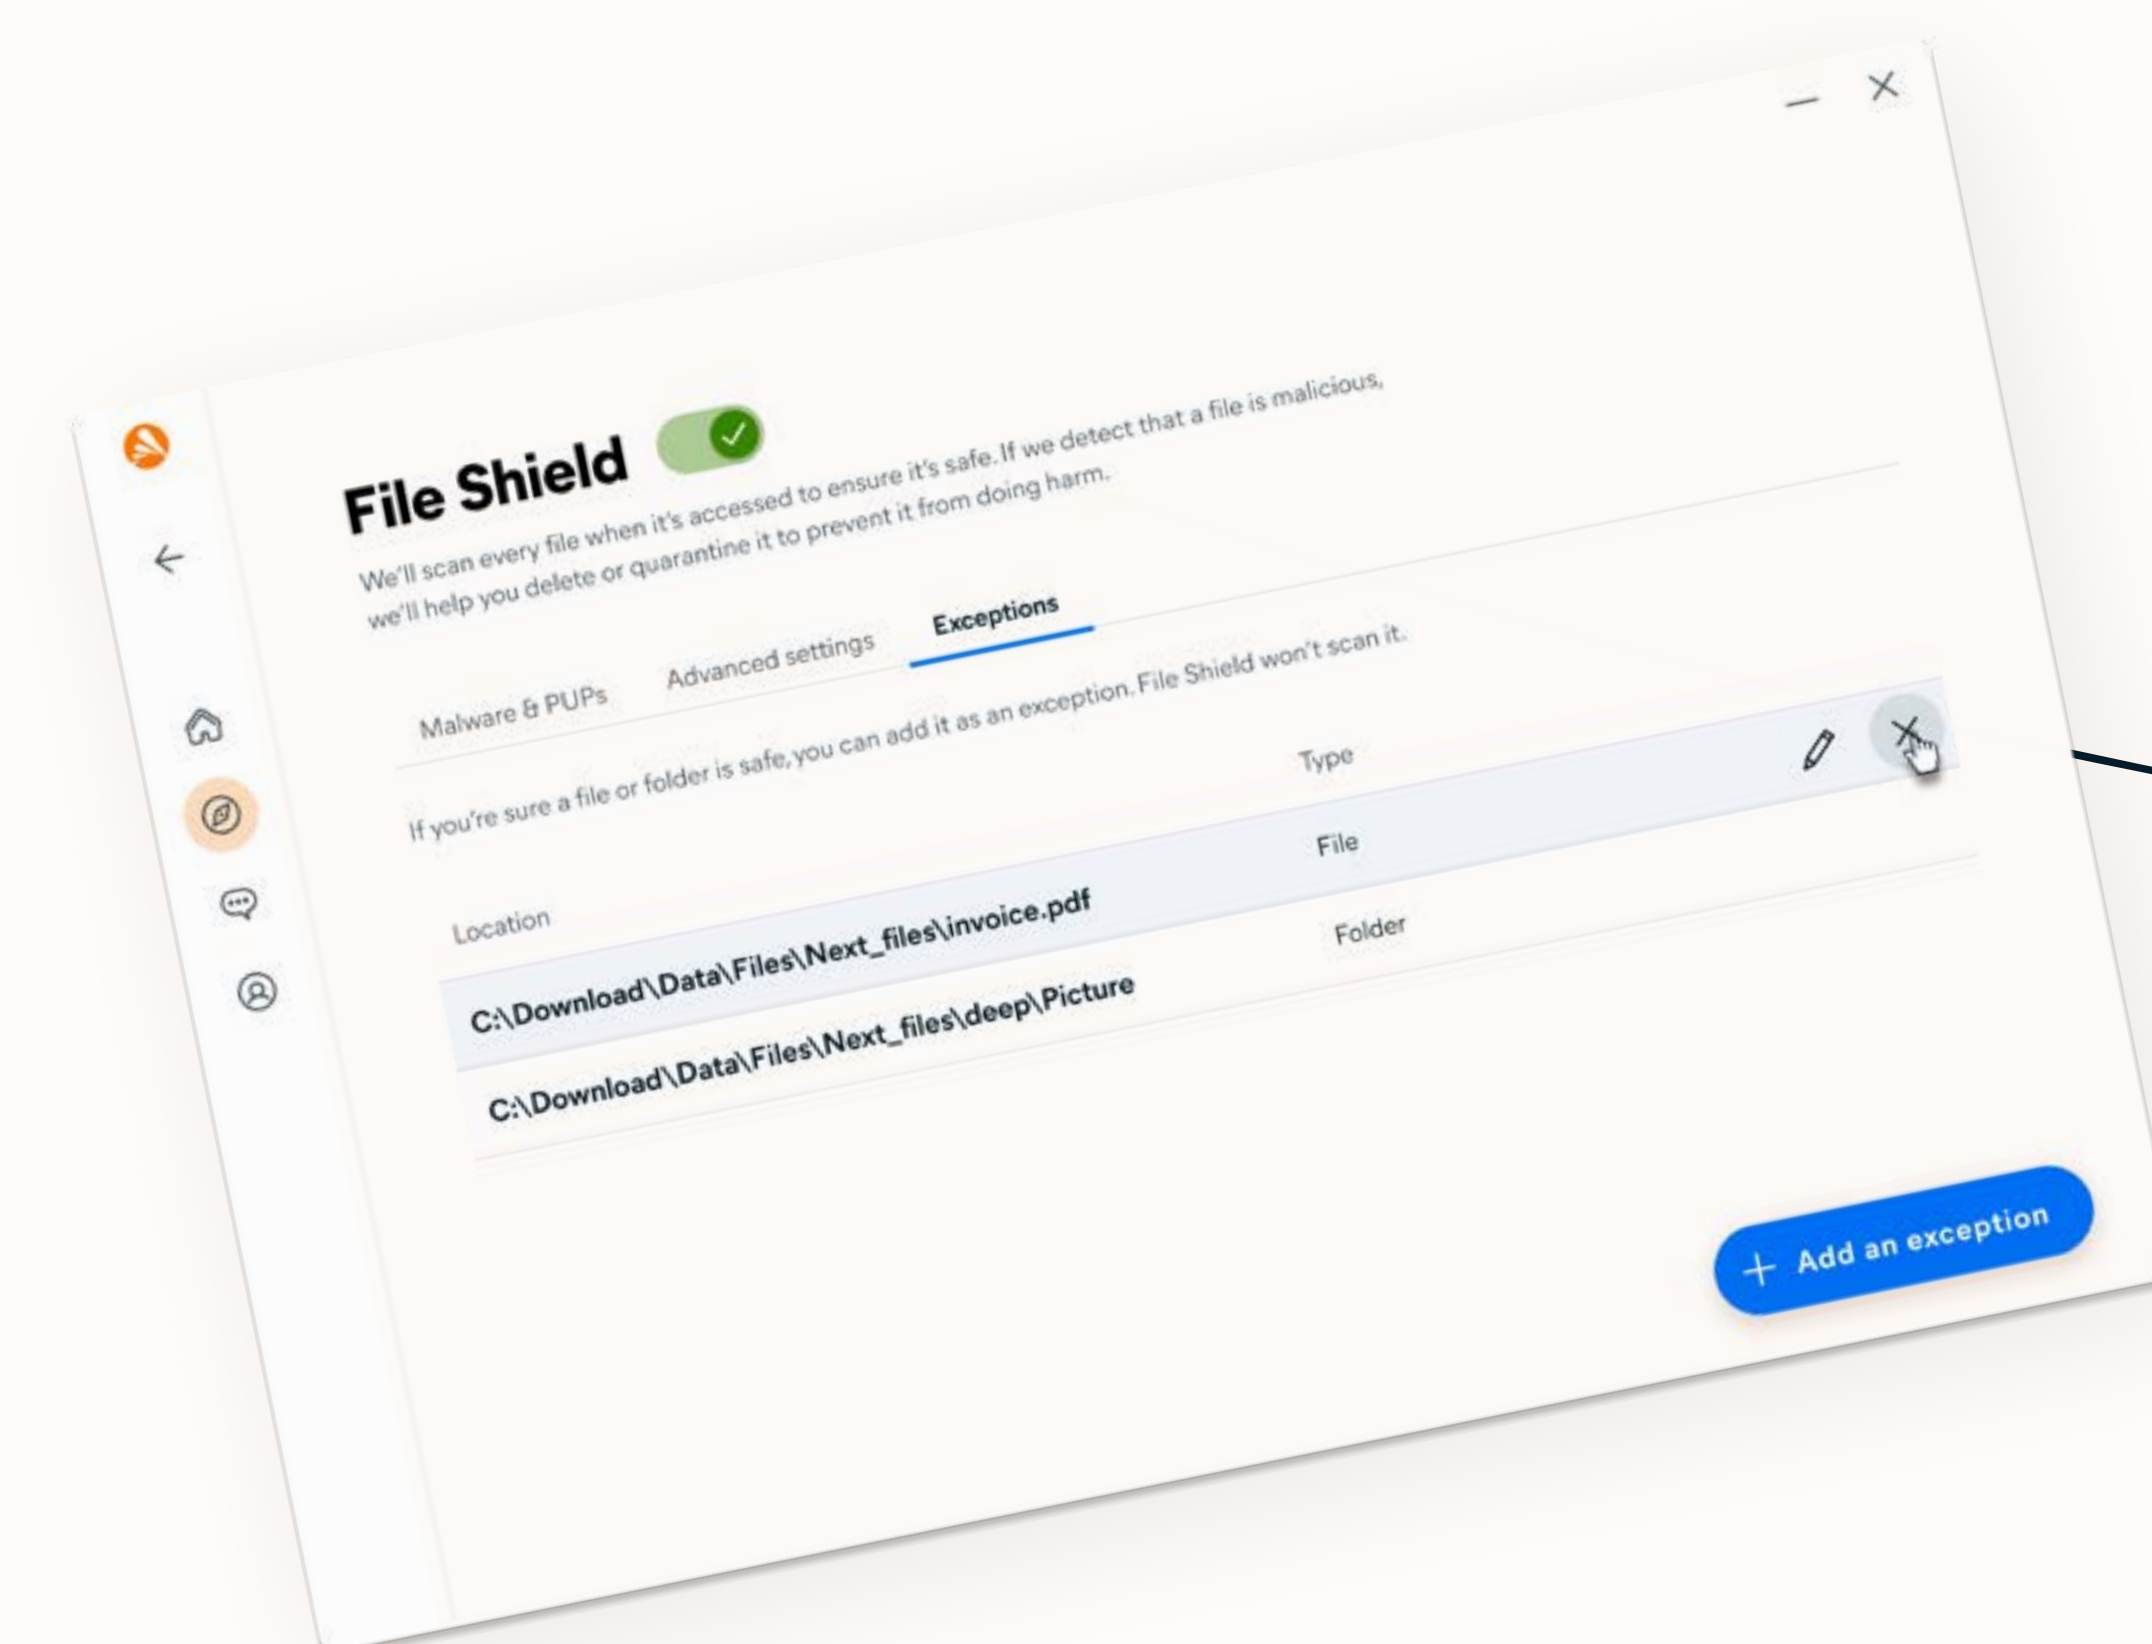 File Shield
We'll scan every file when it's accessed to ensure it's safe. If we detect that a file is malicious,
we'll help you delete or quarantine it to prevent it from doing harm.
Malware & PUPs Advanced settings Exceptions
If you're sure a file or folder is safe, you can add it as an exception. File Shield won't scan it.
Location Type
C:\Download\Data\Files\Next_files\invoice.pdf File
C:\Download\Data\Files\Next_files\deep\Picture Folder
Add an exception